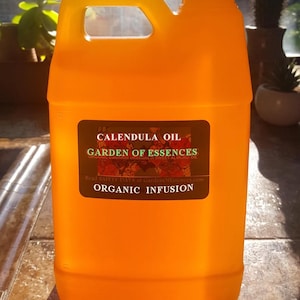 CALENDULA OIL
GARDEN OF ESSENCES
ORGANIC INFUSION